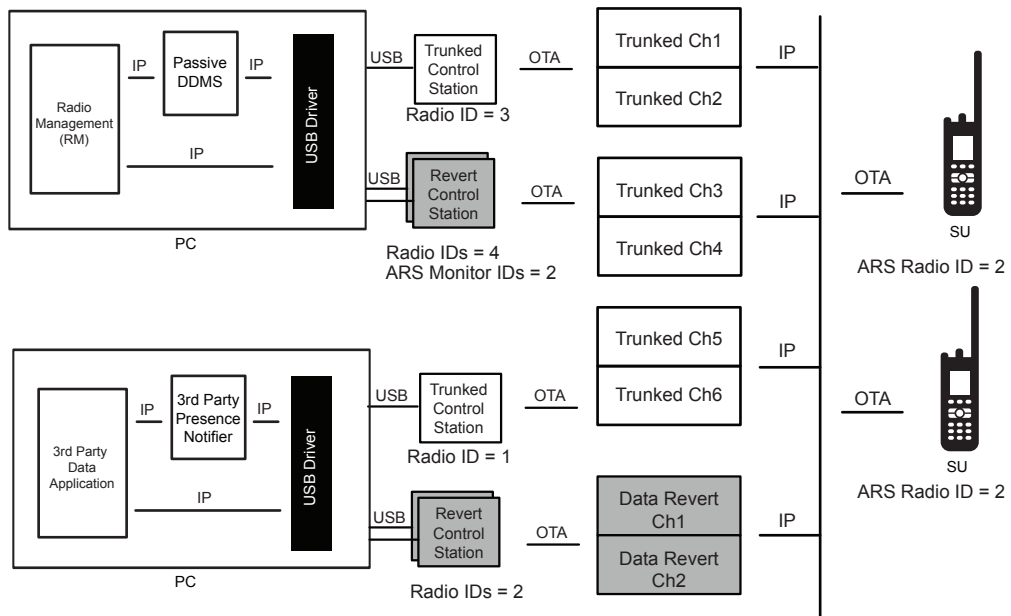 Radio
Management
(RM)
IP
Passive
DDMS
IP
IP
USB Driver
PC
USB
Trunked
Control
Station
Radio ID = 3
OTA
Trunked Ch1
Trunked Ch2
IP
USB
Revert
Control
Station
Radio IDs = 4
ARS Monitor IDs = 2
OTA
Trunked Ch3
Trunked Ch4
IP
OTA
SU
ARS Radio ID = 2
3rd Party
Data
Application
IP
3rd Party
Presence
Notifier
IP
IP
USB Driver
PC
USB
Trunked
Control
Station
Radio ID = 1
OTA
Trunked Ch5
Trunked Ch6
IP
USB
Revert
Control
Station
Radio IDs = 2
OTA
Data Revert
Ch1
Data Revert
Ch2
IP
OTA
SU
ARS Radio ID = 2